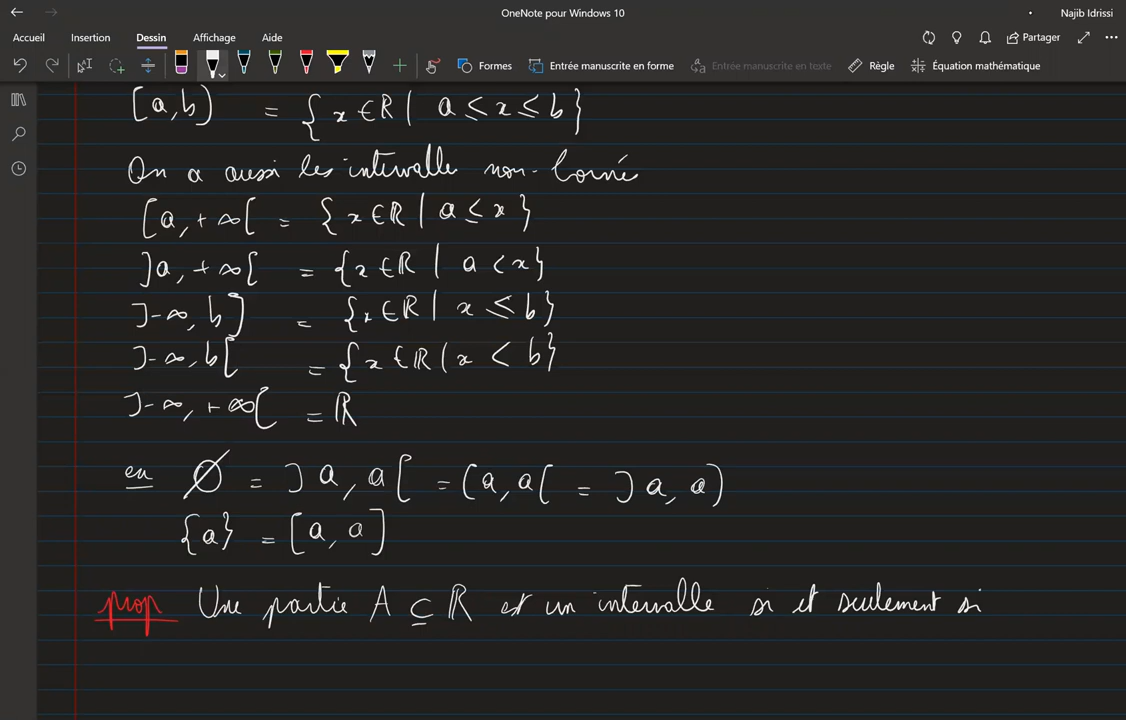 OneNote pour Windows 10
Najib Idrissi
Accueil Insertion Dessin Affichage Aide
Partager
Formes Entrée manuscrite en forme Entrée manuscrite en texte Règle Équation mathématique
[a,b] = {x ∈ ℝ | a ≤ x ≤ b}
On a aussi les intervalle non-borné
[a, +∞[ = {x ∈ ℝ | a ≤ x}
]a, +∞[ = {x ∈ ℝ | a < x}
]-∞, b] = {x ∈ ℝ | x ≤ b}
]-∞, b[ = {x ∈ ℝ | x < b}
]-∞, +∞[ = ℝ
ex ∅ = ]a, a[ = [a, a[ = ]a, a]
{a} = [a, a]
prop Une partie A ⊆ ℝ est un intervalle si et seulement si